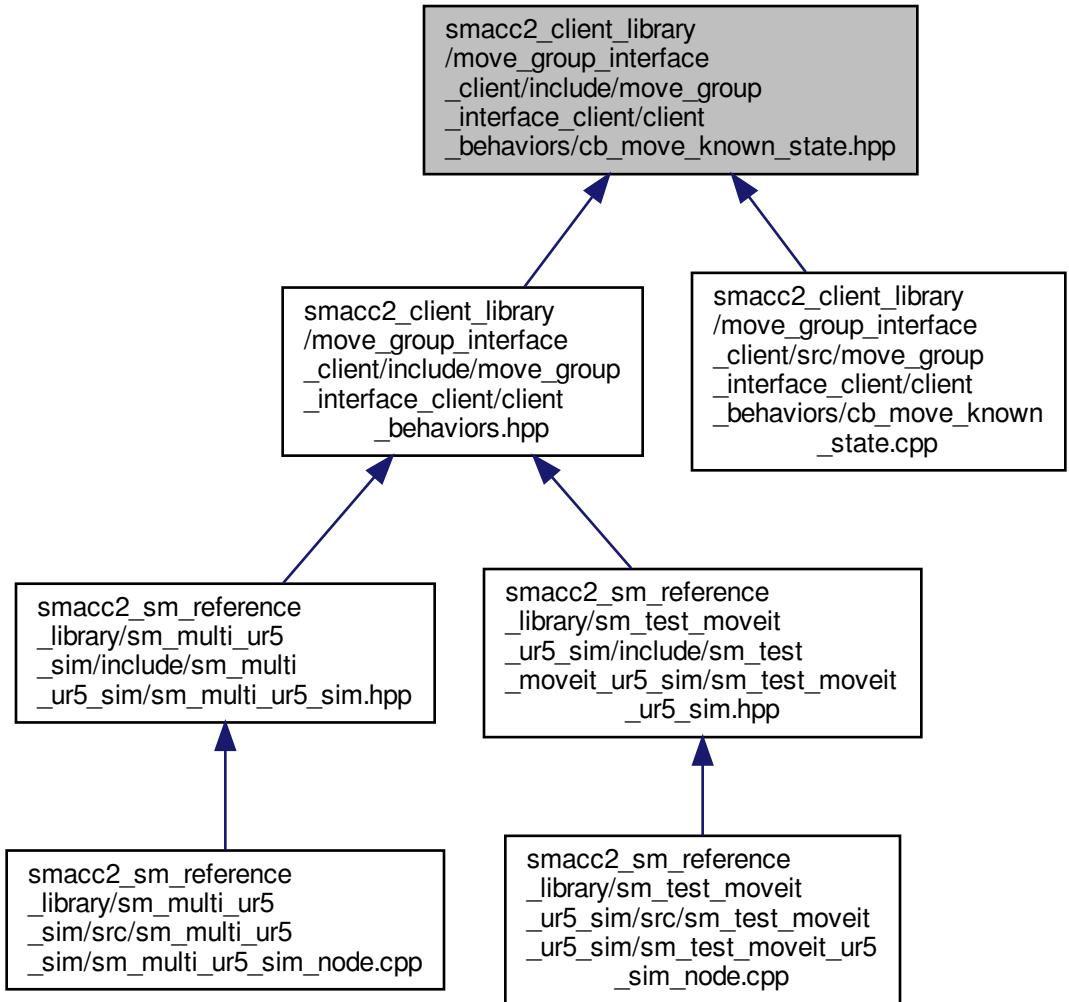 smacc2_client_library
/move_group_interface
_client/include/move_group
_interface_client/client
_behaviors/cb_move_known_state.hpp
smacc2_client_library
/move_group_interface
_client/include/move_group
_interface_client/client
_behaviors.hpp
smacc2_client_library
/move_group_interface
_client/src/move_group
_interface_client/client
_behaviors/cb_move_known
_state.cpp
smacc2_sm_reference
_library/sm_multi_ur5
_sim/include/sm_multi
_ur5_sim/sm_multi_ur5_sim.hpp
smacc2_sm_reference
_library/sm_test_moveit
_ur5_sim/include/sm_test
_moveit_ur5_sim/sm_test_moveit
_ur5_sim.hpp
smacc2_sm_reference
_library/sm_multi_ur5
_sim/src/sm_multi_ur5
_sim/sm_multi_ur5_sim_node.cpp
smacc2_sm_reference
_library/sm_test_moveit
_ur5_sim/src/sm_test_moveit
_ur5_sim/sm_test_moveit_ur5
_sim_node.cpp